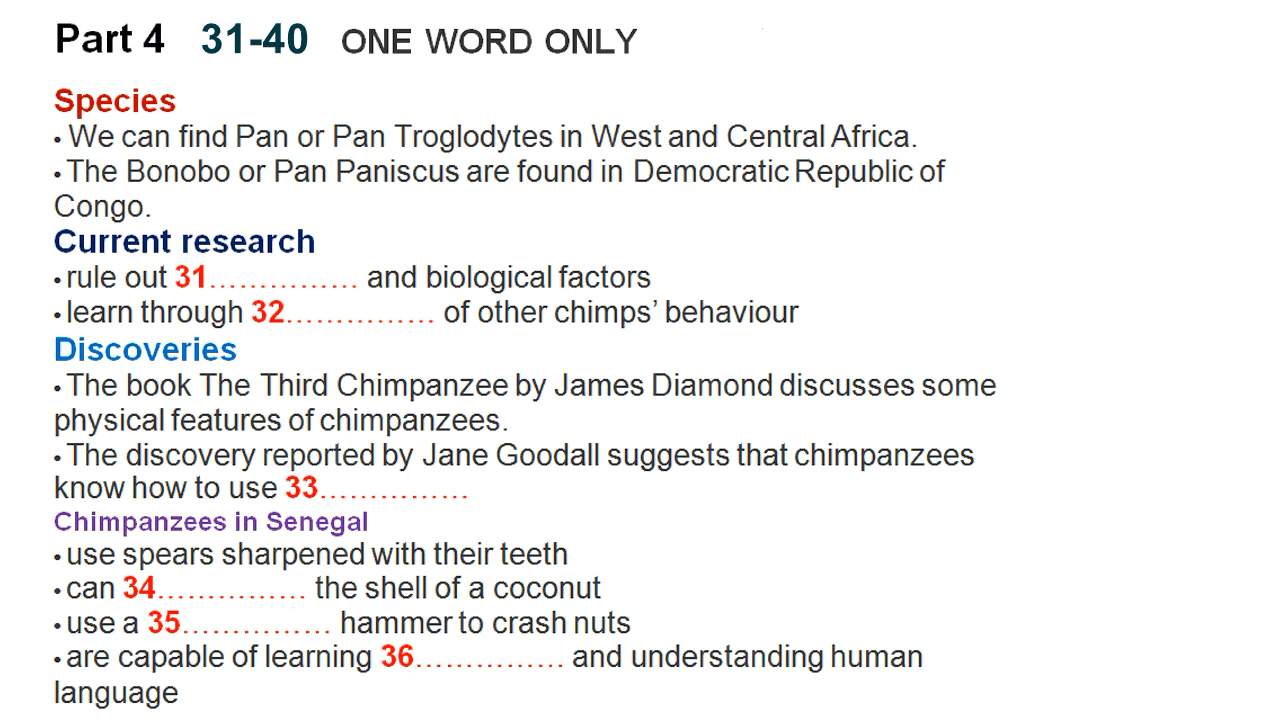 Part 4 31-40 ONE WORD ONLY
Species
• We can find Pan or Pan Troglodytes in West and Central Africa.
• The Bonobo or Pan Paniscus are found in Democratic Republic of
Congo.
Current research
• rule out 31…………… and biological factors
• learn through 32…………… of other chimps’ behaviour
Discoveries
• The book The Third Chimpanzee by James Diamond discusses some
physical features of chimpanzees.
• The discovery reported by Jane Goodall suggests that chimpanzees
know how to use 33……………
Chimpanzees in Senegal
• use spears sharpened with their teeth
• can 34…………… the shell of a coconut
• use a 35…………… hammer to crash nuts
• are capable of learning 36…………… and understanding human
language